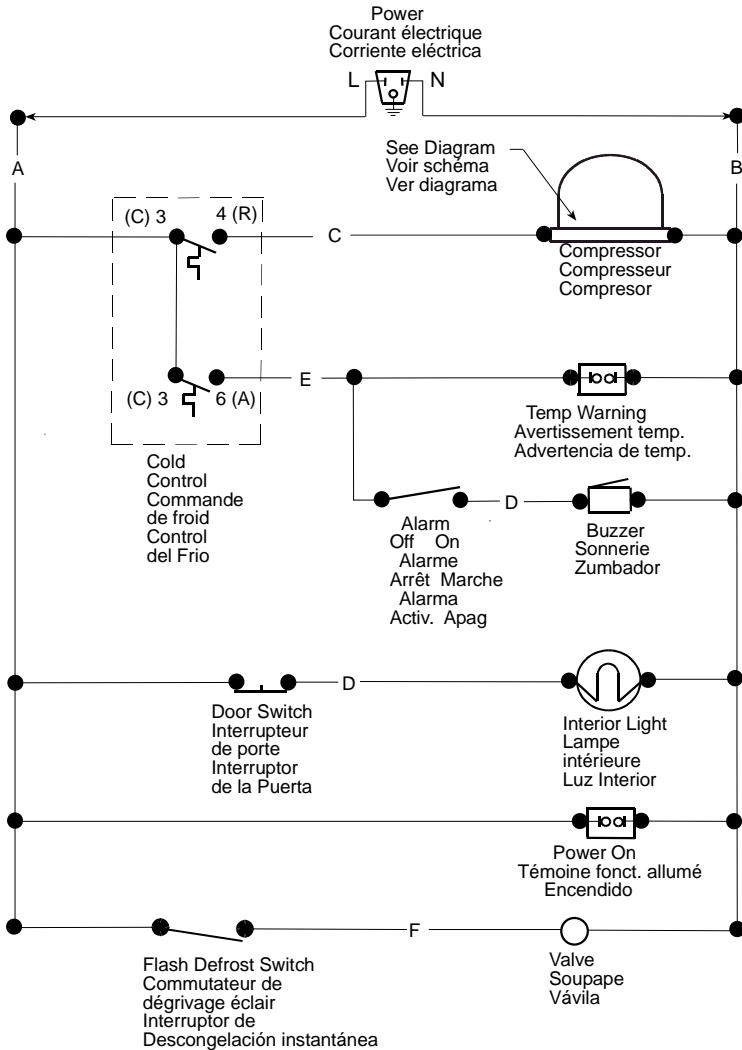 Power
Courant électrique
Corriente eléctrica
L N
A
B
See Diagram
Voir schéma
Ver diagrama
(C) 3 4 (R)
C
Compressor
Compresseur
Compresor
(C) 3 6 (A)
E
Temp Warning
Avertissement temp.
Advertencia de temp.
Cold
Control
Commande
de froid
Control
del Frio
D
Alarm
Off On
Alarme
Arrêt Marche
Alarma
Activ. Apag
Buzzer
Sonnerie
Zumbador
D
Door Switch
Interrupteur
de porte
Interruptor
de la Puerta
Interior Light
Lampe
intérieure
Luz Interior
Power On
Témoine fonct. allumé
Encendido
F
Flash Defrost Switch
Commutateur de
dégrivage éclair
Interruptor de
Descongelación instantánea
Valve
Soupape
Vávila